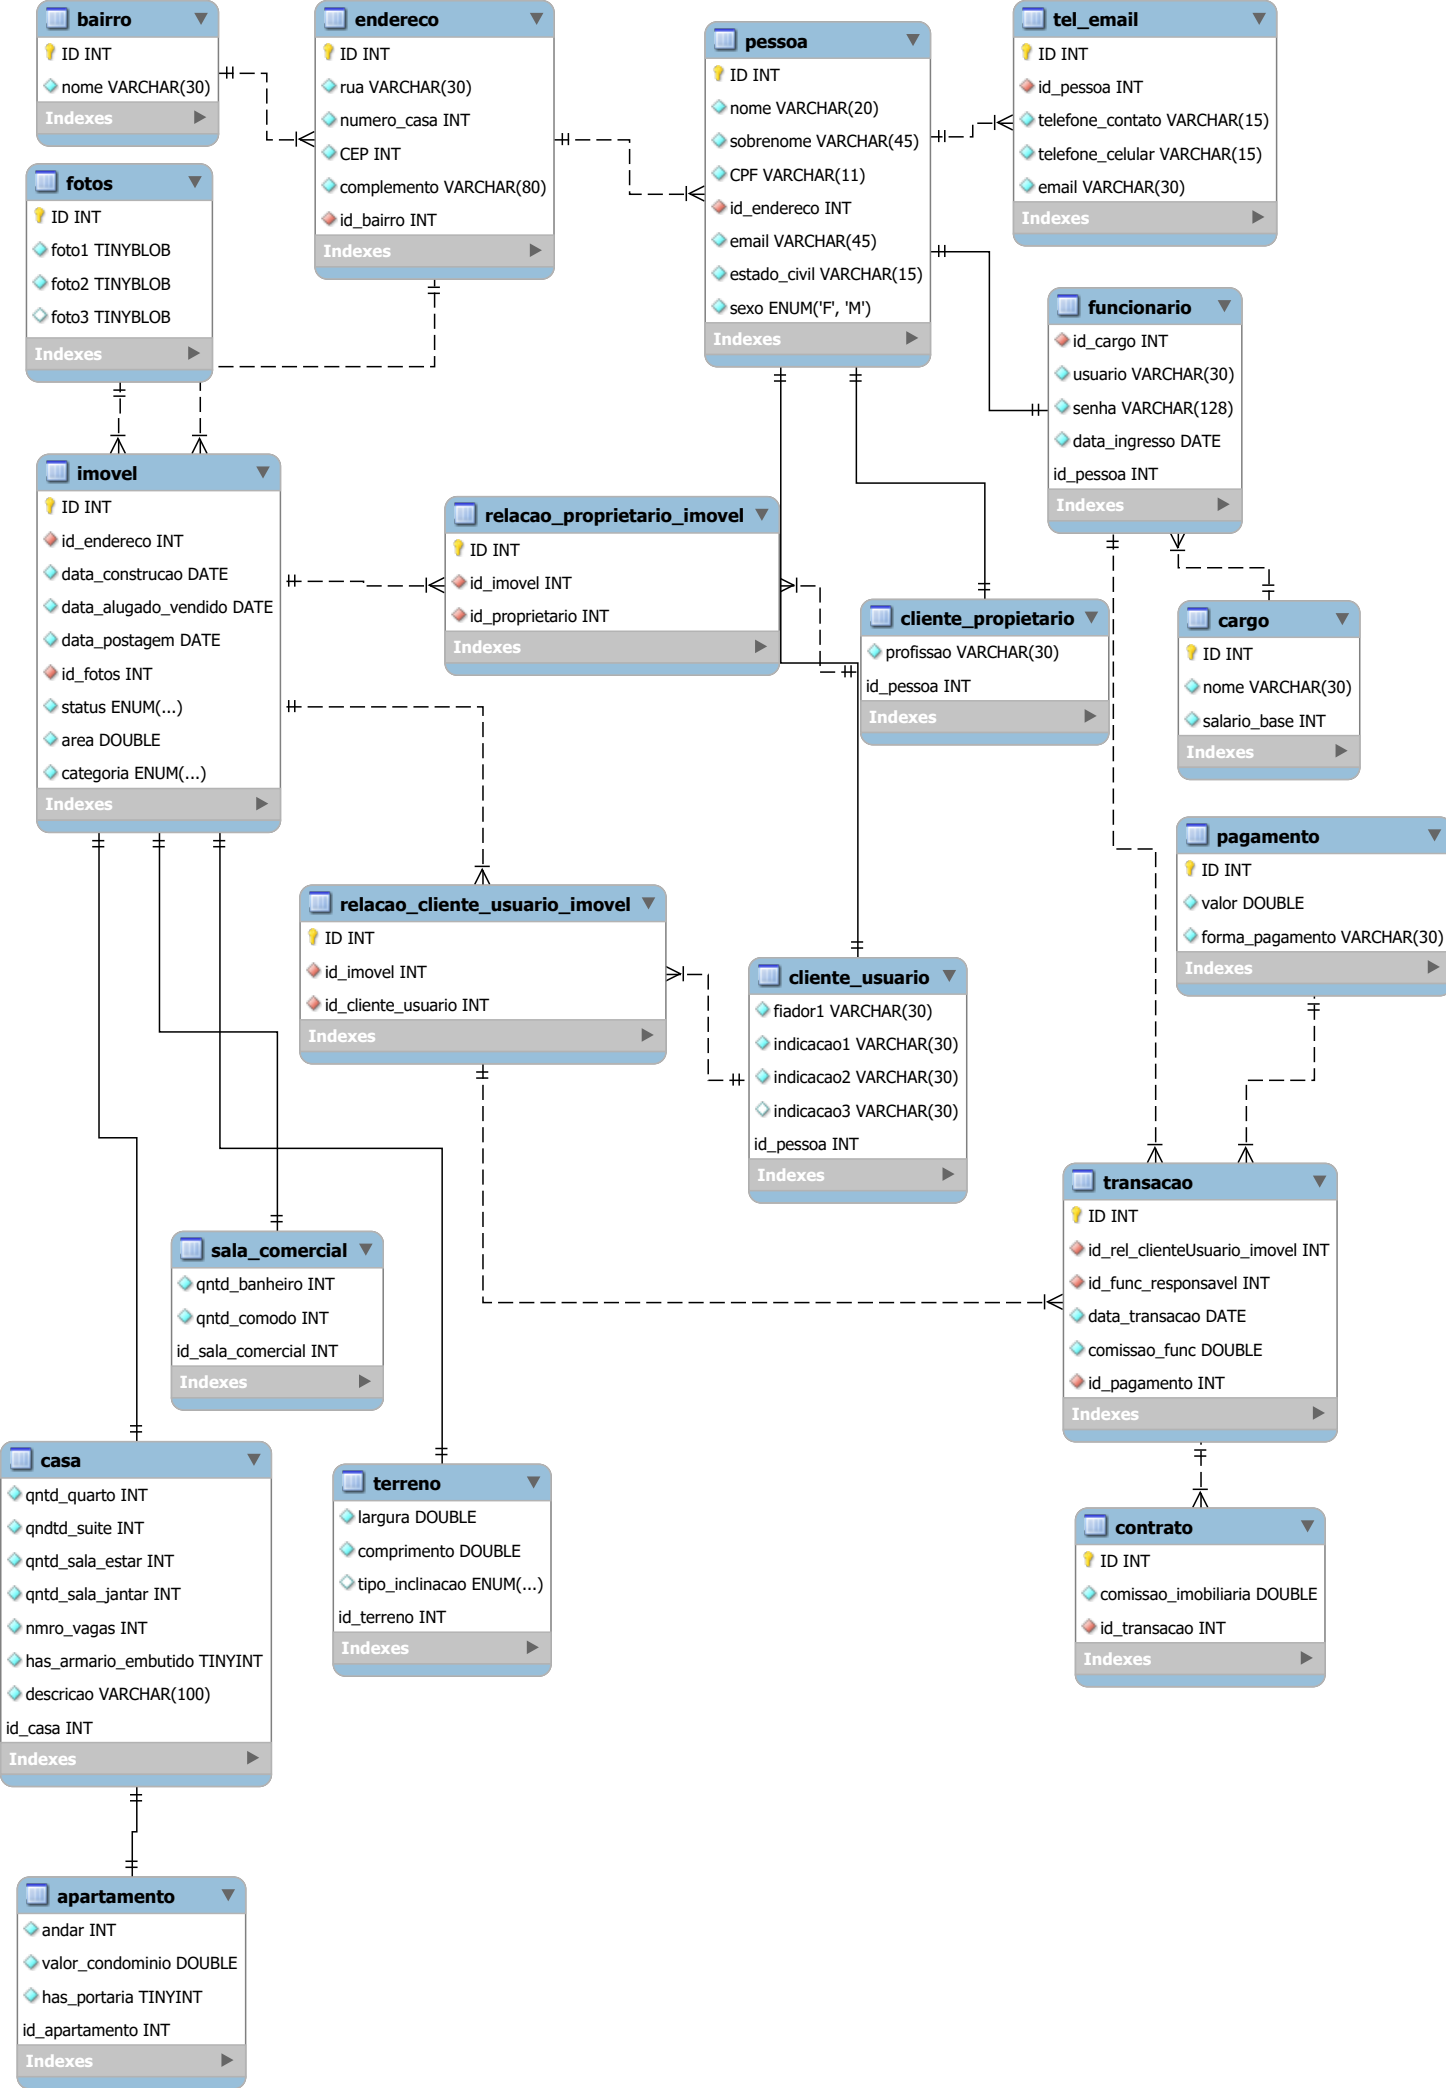 bairro
ID INT
nome VARCHAR(30)
Indexes
endereco
ID INT
rua VARCHAR(30)
numero_casa INT
CEP INT
complemento VARCHAR(80)
id_bairro INT
Indexes
pessoa
ID INT
nome VARCHAR(20)
sobrenome VARCHAR(45)
CPF VARCHAR(11)
id_endereco INT
email VARCHAR(45)
estado_civil VARCHAR(15)
sexo ENUM('F', 'M')
Indexes
tel_email
ID INT
id_pessoa INT
telefone_contato VARCHAR(15)
telefone_celular VARCHAR(15)
email VARCHAR(30)
Indexes
fotos
ID INT
foto1 TINYBLOB
foto2 TINYBLOB
foto3 TINYBLOB
Indexes
funcionario
id_cargo INT
usuario VARCHAR(30)
senha VARCHAR(128)
data_ingresso DATE
id_pessoa INT
Indexes
imovel
ID INT
id_endereco INT
data_construcao DATE
data_alugado_vendido DATE
data_postagem DATE
id_fotos INT
status ENUM(...)
area DOUBLE
categoria ENUM(...)
Indexes
relacao_proprietario_imovel
ID INT
id_imovel INT
id_proprietario INT
Indexes
cliente_propietario
profissao VARCHAR(30)
id_pessoa INT
Indexes
cargo
ID INT
nome VARCHAR(30)
salario_base INT
Indexes
pagamento
ID INT
valor DOUBLE
forma_pagamento VARCHAR(30)
Indexes
relacao_cliente_usuario_imovel
ID INT
id_imovel INT
id_cliente_usuario INT
Indexes
cliente_usuario
fiador1 VARCHAR(30)
indicacao1 VARCHAR(30)
indicacao2 VARCHAR(30)
indicacao3 VARCHAR(30)
id_pessoa INT
Indexes
transacao
ID INT
id_rel_clienteUsuario_imovel INT
id_func_responsavel INT
data_transacao DATE
comissao_func DOUBLE
id_pagamento INT
Indexes
sala_comercial
qntd_banheiro INT
qntd_comodo INT
id_sala_comercial INT
Indexes
casa
qntd_quarto INT
qndtd_suite INT
qntd_sala_estar INT
qntd_sala_jantar INT
nmro_vagas INT
has_armario_embutido TINYINT
descricao VARCHAR(100)
id_casa INT
Indexes
terreno
largura DOUBLE
comprimento DOUBLE
tipo_inclinacao ENUM(...)
id_terreno INT
Indexes
contrato
ID INT
comissao_imobiliaria DOUBLE
id_transacao INT
Indexes
apartamento
andar INT
valor_condominio DOUBLE
has_portaria TINYINT
id_apartamento INT
Indexes